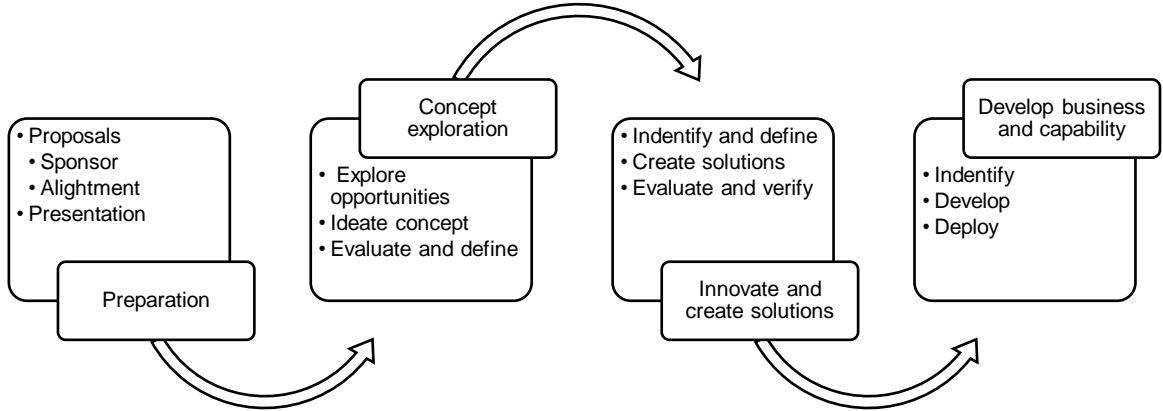 • Proposals
• Sponsor
• Alightment
• Presentation
Preparation
Concept
exploration
• Explore
opportunities
• Ideate concept
• Evaluate and define
• Indentify and define
• Create solutions
• Evaluate and verify
Innovate and
create solutions
Develop business
and capability
• Indentify
• Develop
• Deploy